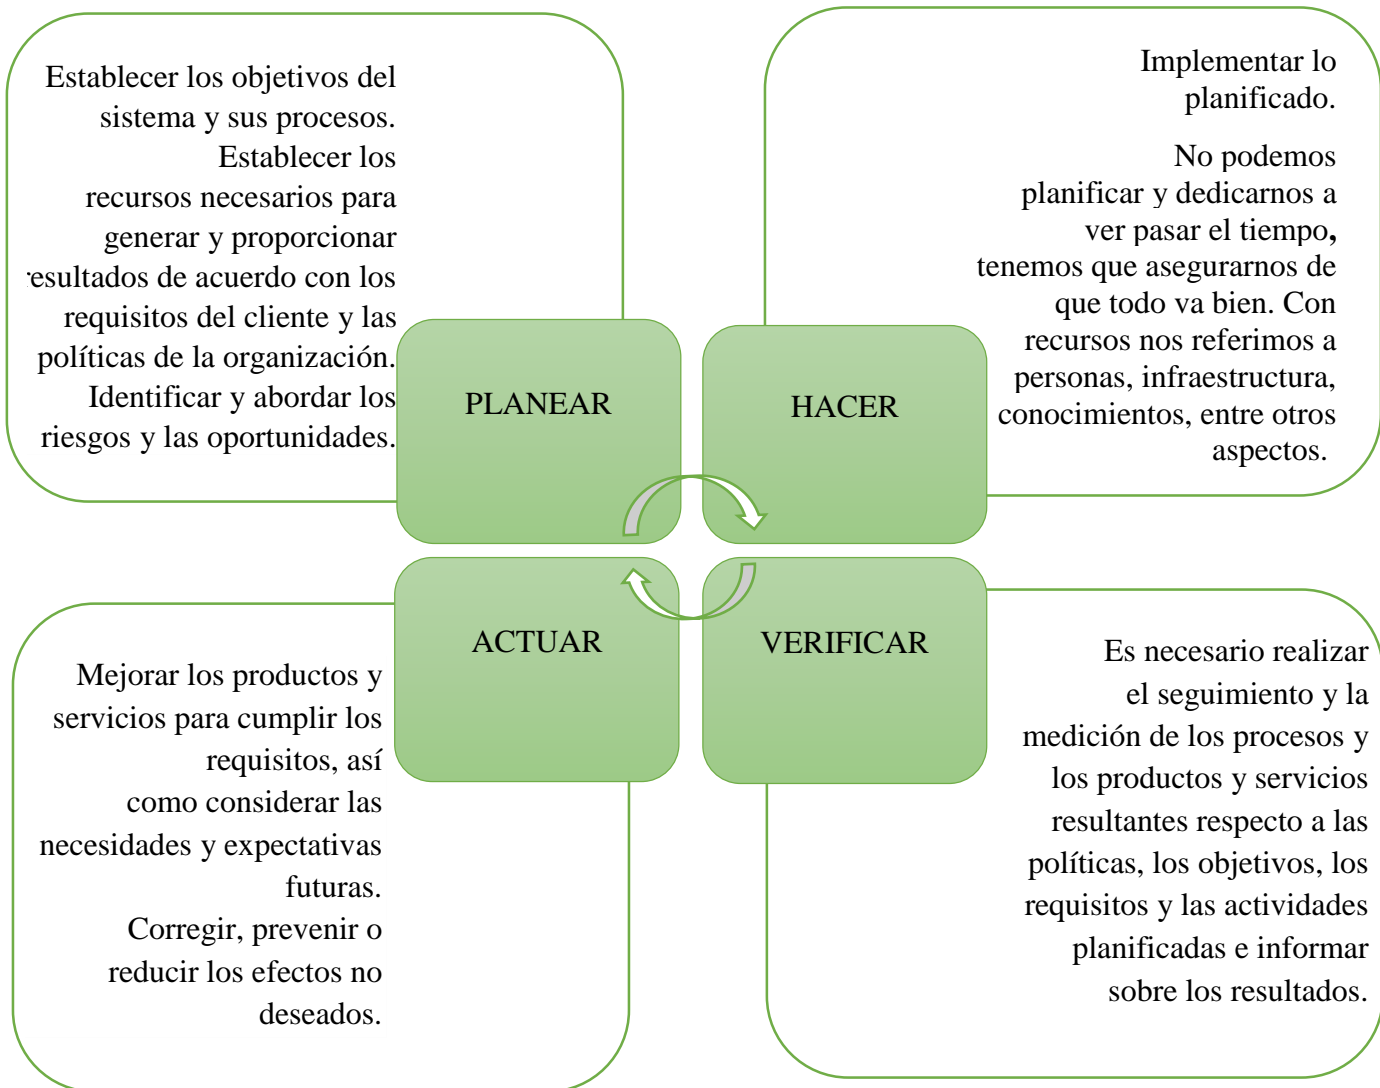 Establecer los objetivos del
sistema y sus procesos.
Establecer los
recursos necesarios para
generar y proporcionar
resultados de acuerdo con los
requisitos del cliente y las
políticas de la organización.
Identificar y abordar los
riesgos y las oportunidades.
PLANEAR
Implementar lo
planificado.
No podemos
planificar y dedicarnos a
ver pasar el tiempo,
tenemos que asegurarnos de
que todo va bien. Con
recursos nos referimos a
personas, infraestructura,
conocimientos, entre otros
aspectos.
HACER
Mejorar los productos y
servicios para cumplir los
requisitos, así
como considerar las
necesidades y expectativas
futuras.
Corregir, prevenir o
reducir los efectos no
deseados.
ACTUAR
VERIFICAR
Es necesario realizar
el seguimiento y la
medición de los procesos y
los productos y servicios
resultantes respecto a las
políticas, los objetivos, los
requisitos y las actividades
planificadas e informar
sobre los resultados.